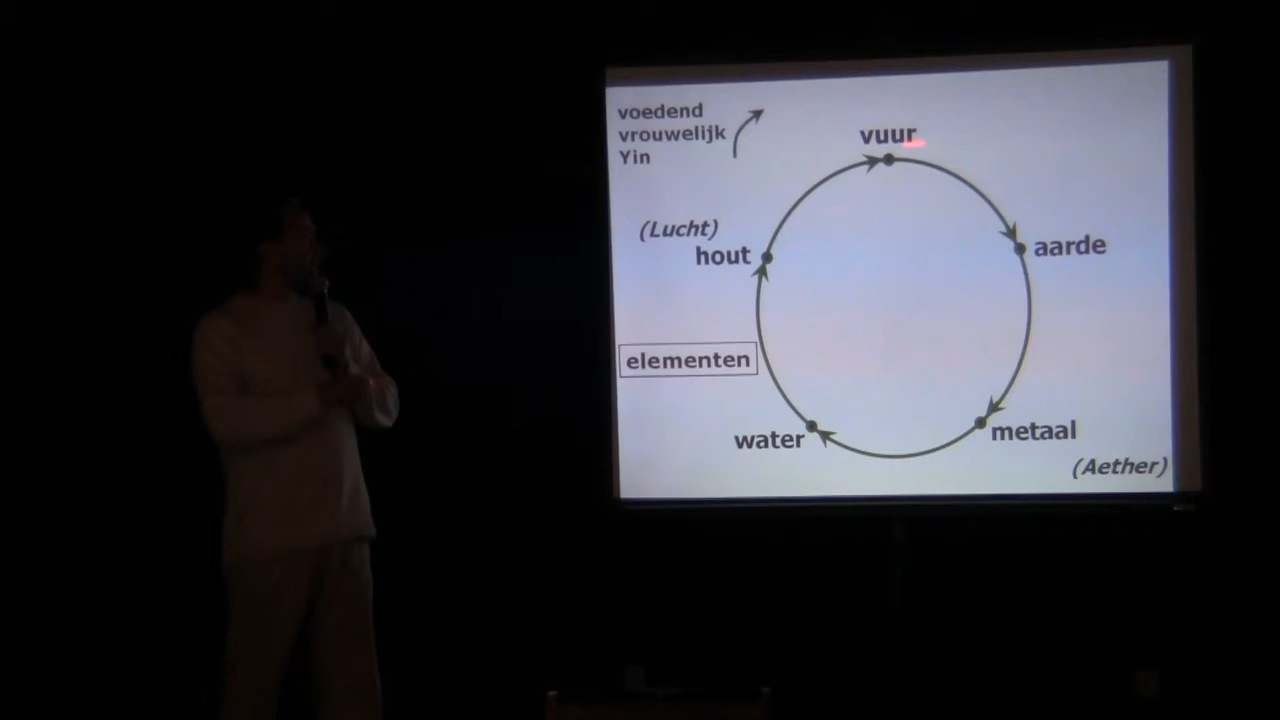 voedend
vrouwelijk
Yin
vuur
(Lucht)
hout
aarde
elementen
water
metaal
(Aether)